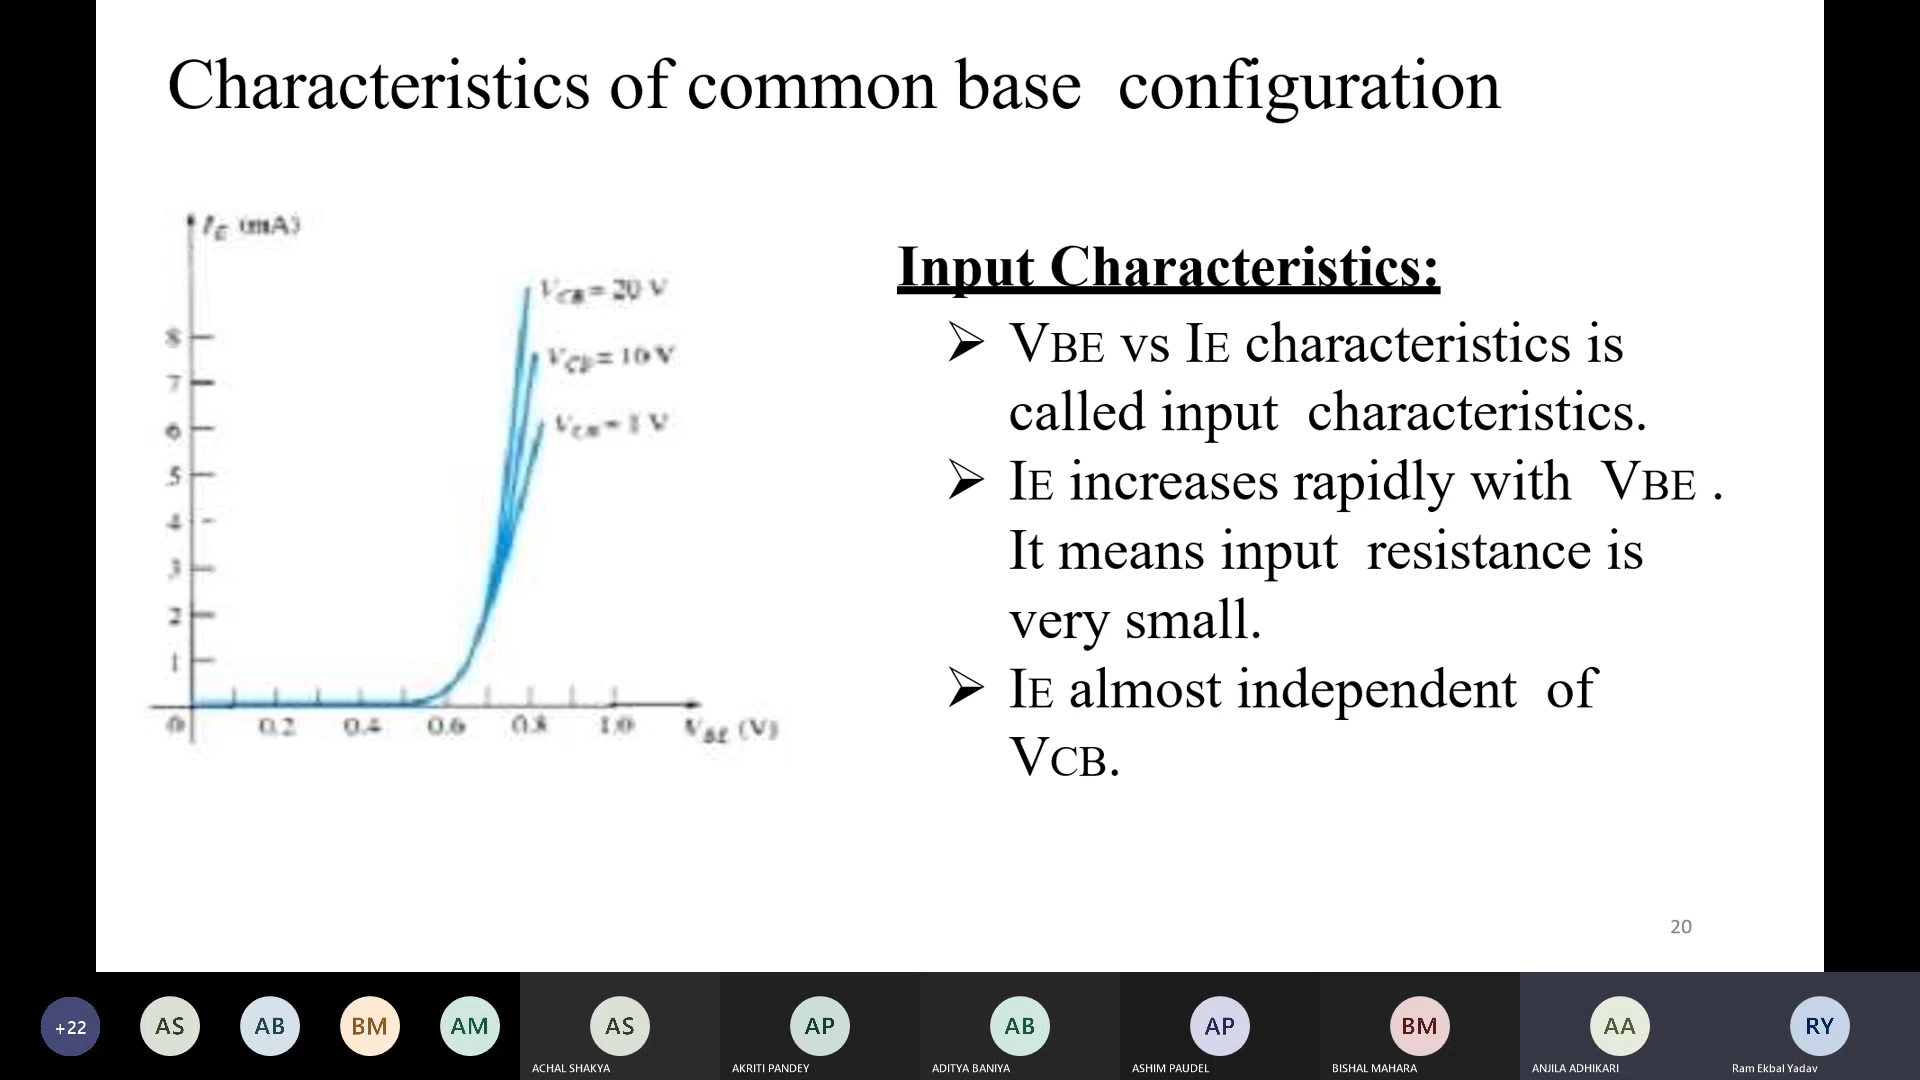 Characteristics of common base configuration
IE (mA)
VCB = 20 V
VCB = 10 V
VCB = 1 V
8
7
6
5
4
3
2
1
0 0.2 0.4 0.6 0.8 1.0 VBE (V)
Input Characteristics:
➢ VBE vs IE characteristics is
called input characteristics.
➢ IE increases rapidly with VBE .
It means input resistance is
very small.
➢ IE almost independent of
VCB.
20
+22 AS AB BM AM AS AP AB AP BM AA RY
ACHAL SHAKYA AKRITI PANDEY ADITYA BANIYA ASHIM PAUDEL BISHAL MAHARA ANJILA ADHIKARI Ram Ekbal Yadav